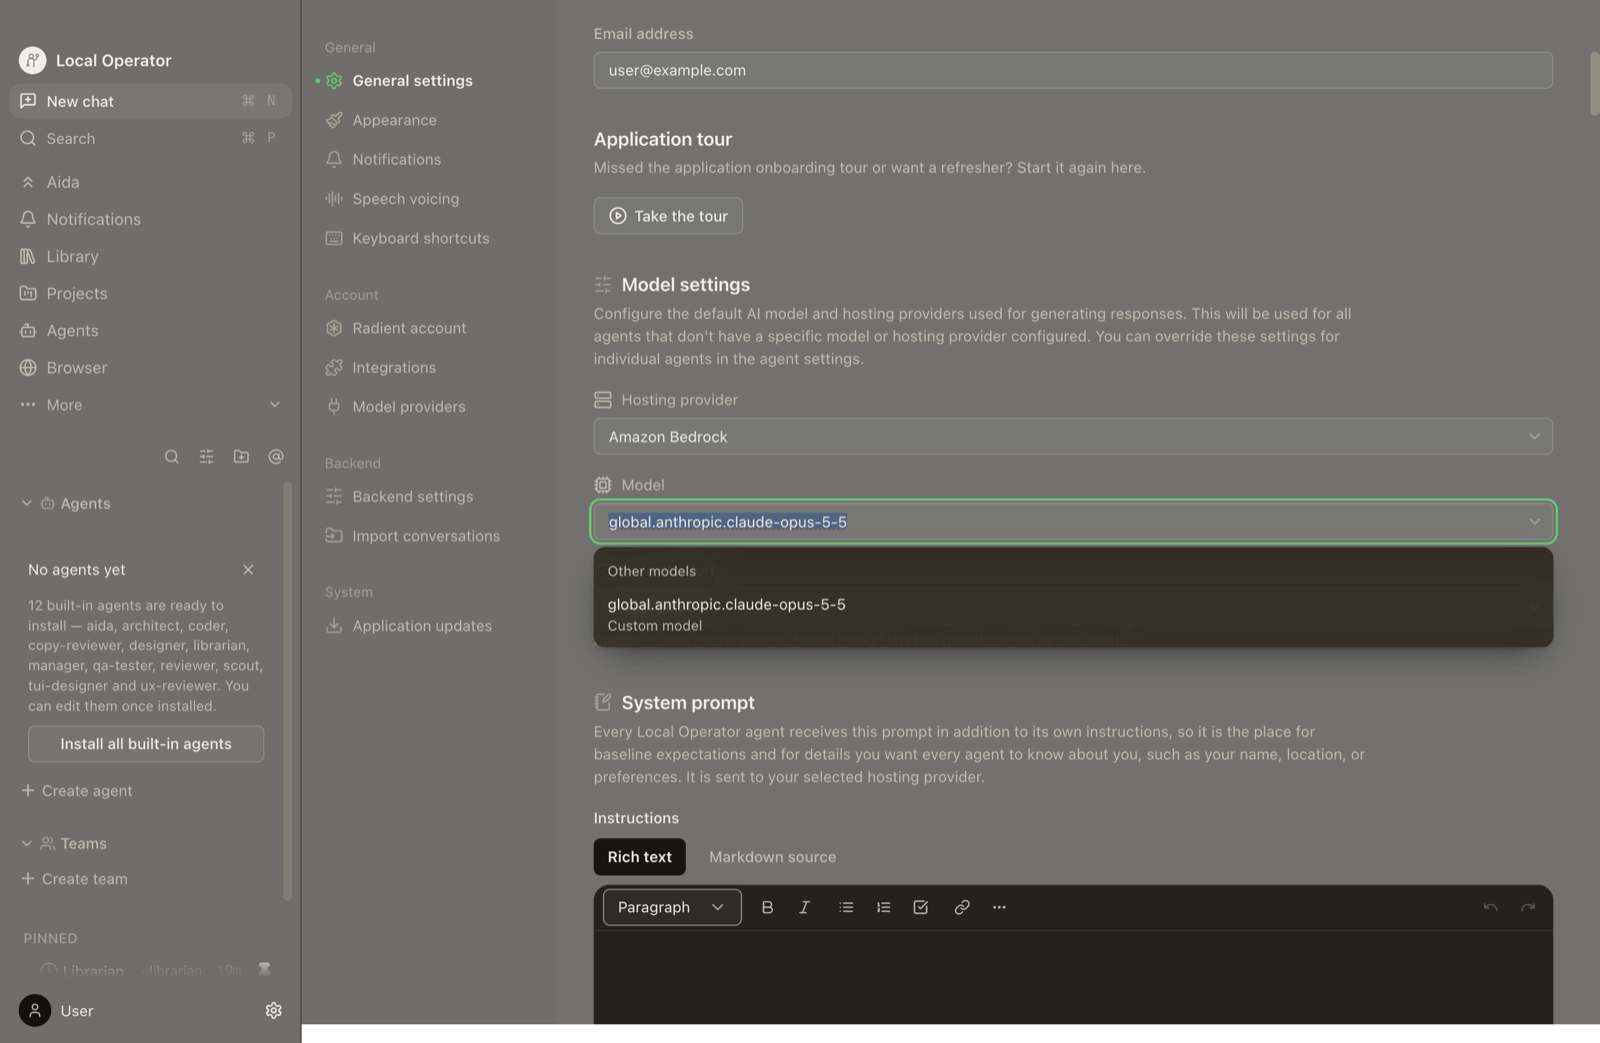 Local Operator
New chat ⌘ N
Search ⌘ P
Aida
Notifications
Library
Projects
Agents
Browser
More
Agents
No agents yet
12 built-in agents are ready to
install — aida, architect, coder,
copy-reviewer, designer, librarian,
manager, qa-tester, reviewer, scout,
tui-designer and ux-reviewer. You
can edit them once installed.
Install all built-in agents
Create agent
Teams
Create team
PINNED
Librarian · librarian 19m
User
General
General settings
Appearance
Notifications
Speech voicing
Keyboard shortcuts
Account
Radient account
Integrations
Model providers
Backend
Backend settings
Import conversations
System
Application updates
Email address
user@example.com
Application tour
Missed the application onboarding tour or want a refresher? Start it again here.
Take the tour
Model settings
Configure the default AI model and hosting providers used for generating responses. This will be used for all
agents that don't have a specific model or hosting provider configured. You can override these settings for
individual agents in the agent settings.
Hosting provider
Amazon Bedrock
Model
global.anthropic.claude-opus-5-5
Other models
global.anthropic.claude-opus-5-5
Custom model
System prompt
Every Local Operator agent receives this prompt in addition to its own instructions, so it is the place for
baseline expectations and for details you want every agent to know about you, such as your name, location, or
preferences. It is sent to your selected hosting provider.
Instructions
Rich text
Markdown source
Paragraph